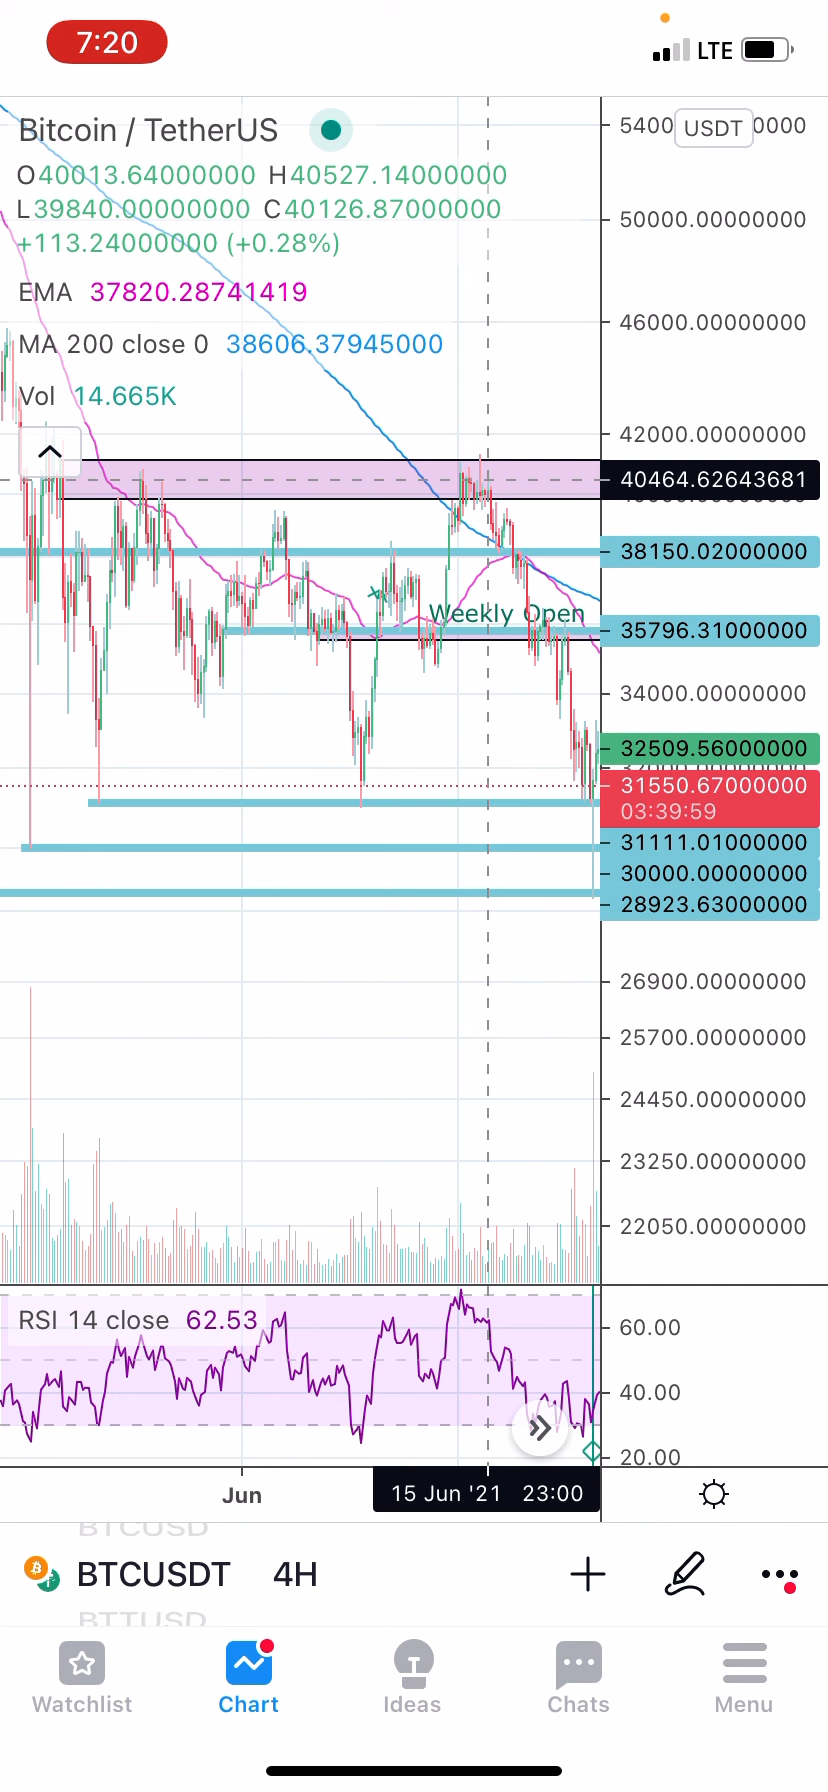 7:20
LTE
Bitcoin / TetherUS
5400
USDT
0000
O40013.64000000 H40527.14000000
L39840.00000000 C40126.87000000
+113.24000000 (+0.28%)
EMA 37820.28741419
MA 200 close 0 38606.37945000
Vol 14.665K
50000.00000000
46000.00000000
42000.00000000
40464.62643681
38150.02000000
Weekly Open
35796.31000000
34000.00000000
32509.56000000
31550.67000000
03:39:59
31111.01000000
30000.00000000
28923.63000000
26900.00000000
25700.00000000
24450.00000000
23250.00000000
22050.00000000
RSI 14 close 62.53
60.00
40.00
20.00
Jun
15 Jun '21 23:00
BTCUSD
BTCUSDT 4H
BTTUSD
Watchlist
Chart
Ideas
Chats
Menu